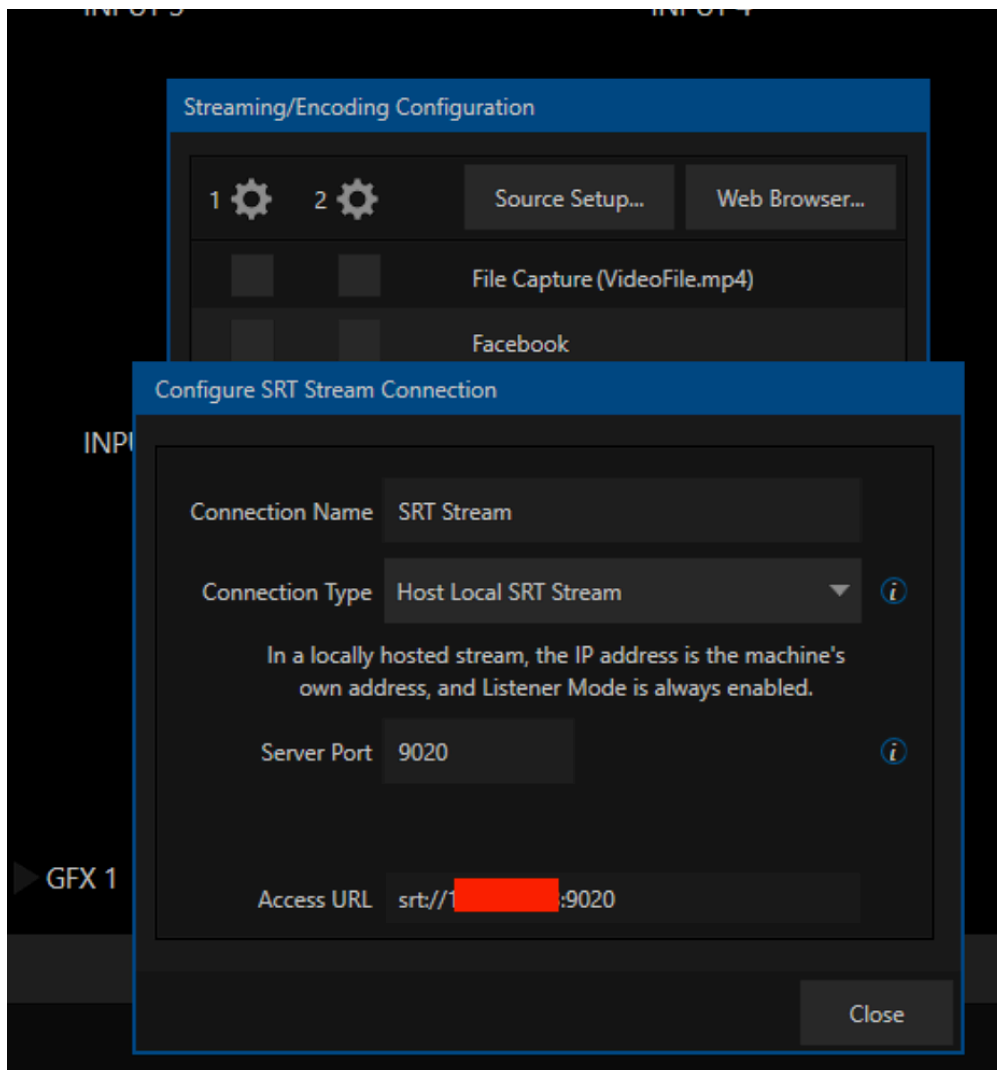 Streaming/Encoding Configuration
1 2 Source Setup... Web Browser...
File Capture (VideoFile.mp4)
Facebook
Configure SRT Stream Connection
Connection Name SRT Stream
Connection Type Host Local SRT Stream i
In a locally hosted stream, the IP address is the machine's
own address, and Listener Mode is always enabled.
Server Port 9020 i
GFX 1
Access URL srt:// :9020
Close